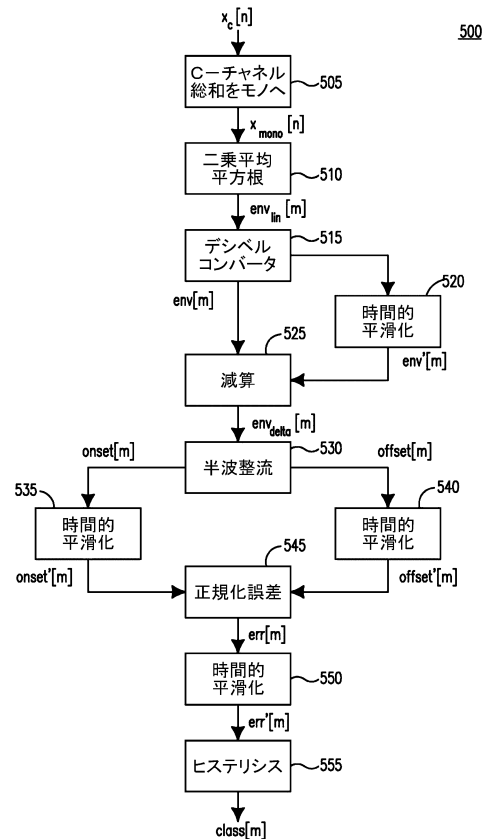 x_c[n]
500
C－チャネル
総和をモノへ
505
x_mono[n]
二乗平均
平方根
510
env_lin[m]
デシベル
コンバータ
515
520
時間的
平滑化
env[m]
525
env'[m]
減算
env_delta[m]
530
onset[m]
半波整流
offset[m]
535
540
時間的
平滑化
時間的
平滑化
545
onset'[m]
正規化誤差
offset'[m]
err[m]
時間的
平滑化
550
err'[m]
ヒステリシス
555
class[m]